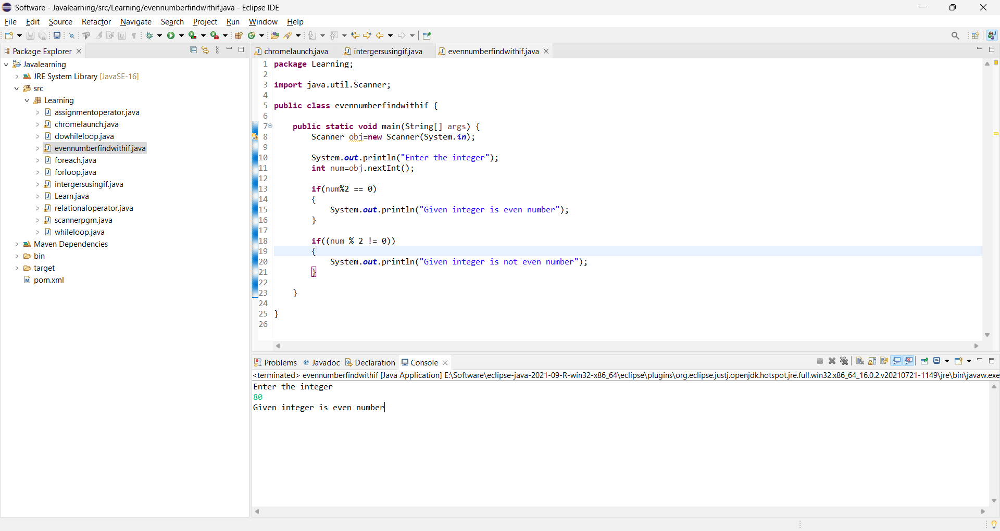 Software - Javalearning/src/Learning/evennumberfindwithif.java - Eclipse IDE
File Edit Source Refactor Navigate Search Project Run Window Help
Package Explorer
Javalearning
JRE System Library [JavaSE-16]
src
Learning
assignmentoperator.java
chromelaunch.java
dowhileloop.java
evennumberfindwithif.java
foreach.java
forloop.java
intergersusingif.java
Learn.java
relationaloperator.java
scannerpgm.java
whileloop.java
Maven Dependencies
bin
target
pom.xml
chromelaunch.java intergersusingif.java evennumberfindwithif.java
1 package Learning;
2
3 import java.util.Scanner;
4
5 public class evennumberfindwithif {
6
7 public static void main(String[] args) {
8 Scanner obj=new Scanner(System.in);
9
10 System.out.println("Enter the integer");
11 int num=obj.nextInt();
12
13 if(num%2 == 0)
14 {
15 System.out.println("Given integer is even number");
16 }
17
18 if((num % 2 != 0))
19 {
20 System.out.println("Given integer is not even number");
21 }
22
23 }
24
25 }
26
Problems @ Javadoc Declaration Console
<terminated> evennumberfindwithif [Java Application] E:\Software\eclipse-java-2021-09-R-win32-x86_64\eclipse\plugins\org.eclipse.justj.openjdk.hotspot.jre.full.win32.x86_64_16.0.2.v20210721-1149\jre\bin\javaw.exe
Enter the integer
80
Given integer is even number